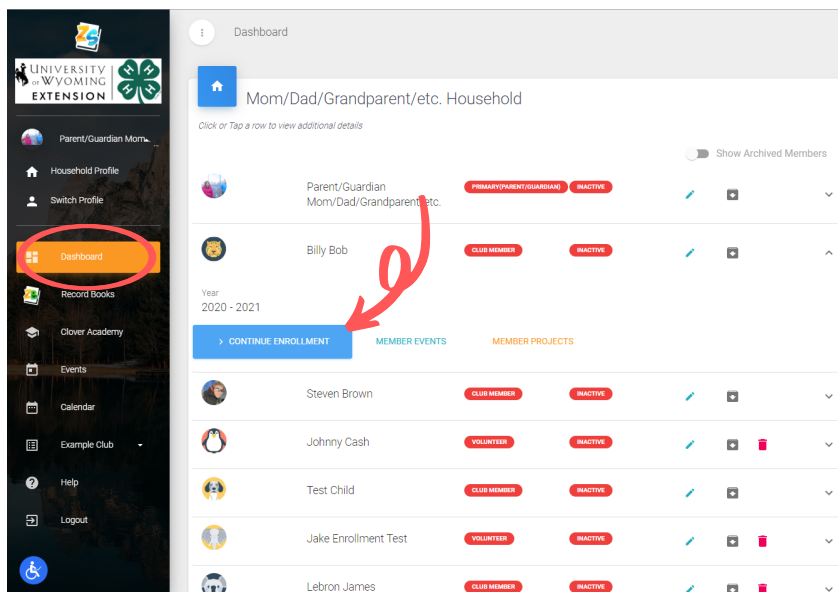 ZS
UNIVERSITY
OF WYOMING
EXTENSION
H H
H H
Parent/Guardian Mom...
Household Profile
Switch Profile
Dashboard
Record Books
Clover Academy
Events
Calendar
Example Club
Help
Logout
Dashboard
Mom/Dad/Grandparent/etc. Household
Click or Tap a row to view additional details
Show Archived Members
Parent/Guardian
Mom/Dad/Grandparent/etc.
PRIMARY(PARENT/GUARDIAN) INACTIVE
Billy Bob CLUB MEMBER INACTIVE
Year
2020 - 2021
> CONTINUE ENROLLMENT MEMBER EVENTS MEMBER PROJECTS
Steven Brown CLUB MEMBER INACTIVE
Johnny Cash VOLUNTEER INACTIVE
Test Child CLUB MEMBER INACTIVE
Jake Enrollment Test VOLUNTEER INACTIVE
Lebron James CLUB MEMBER INACTIVE